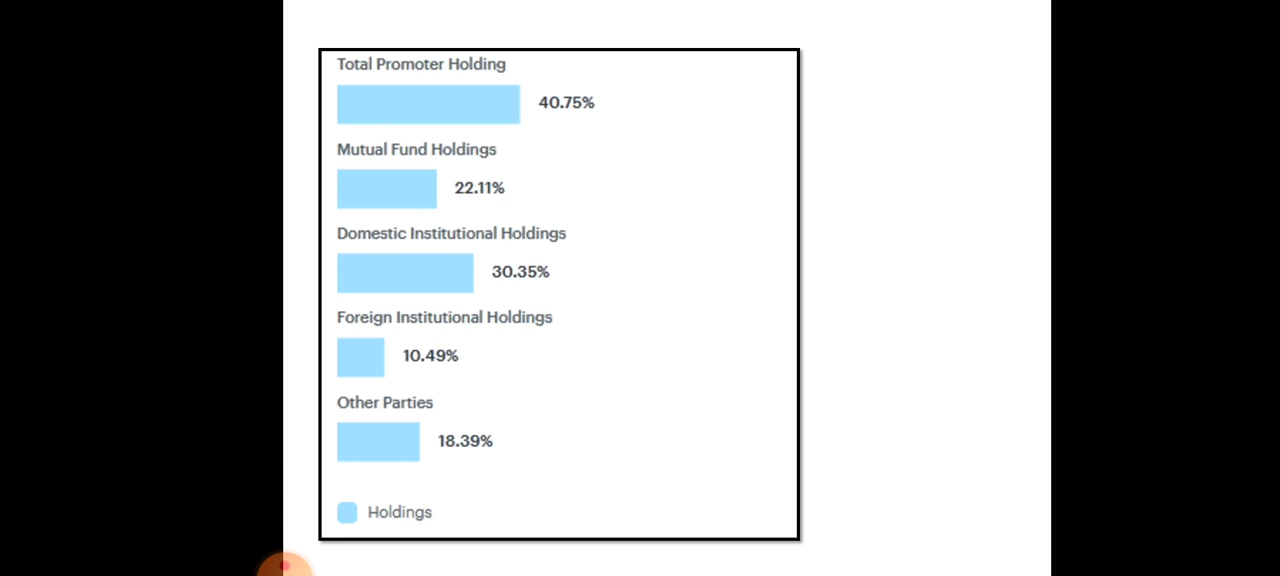 Total Promoter Holding
40.75%
Mutual Fund Holdings
22.11%
Domestic Institutional Holdings
30.35%
Foreign Institutional Holdings
10.49%
Other Parties
18.39%
Holdings